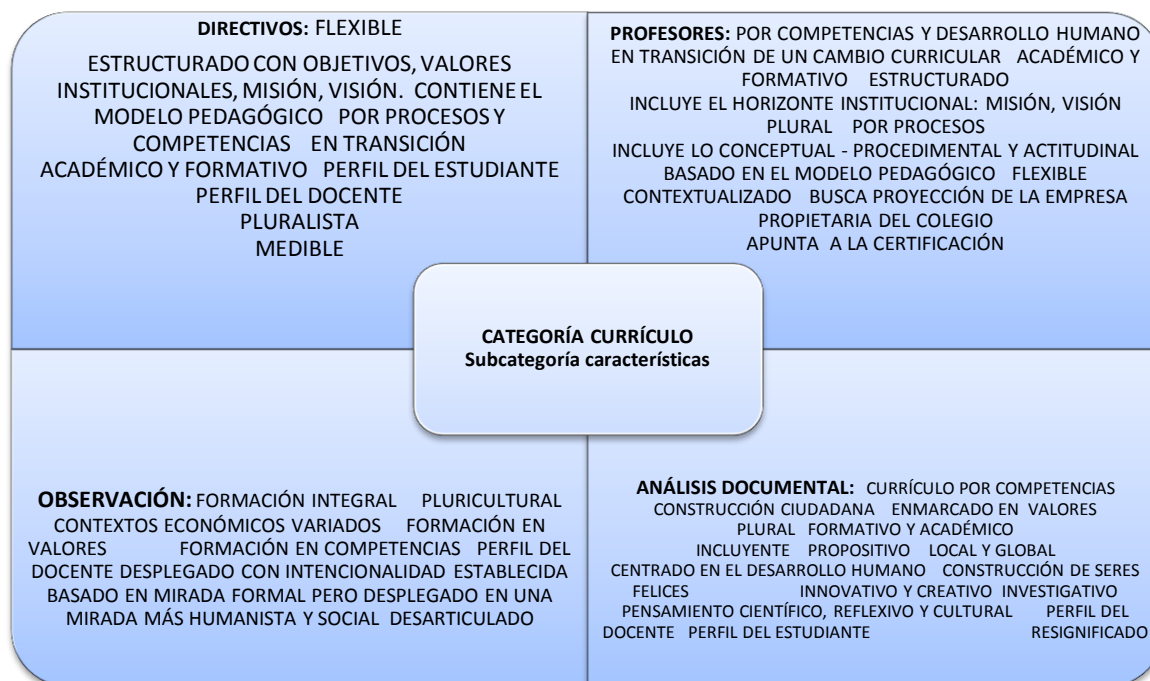 DIRECTIVOS: FLEXIBLE
ESTRUCTURADO CON OBJETIVOS, VALORES
INSTITUCIONALES, MISIÓN, VISIÓN. CONTIENE EL
MODELO PEDAGÓGICO POR PROCESOS Y
COMPETENCIAS EN TRANSICIÓN
ACADÉMICO Y FORMATIVO PERFIL DEL ESTUDIANTE
PERFIL DEL DOCENTE
PLURALISTA
MEDIBLE
PROFESORES: POR COMPETENCIAS Y DESARROLLO HUMANO
EN TRANSICIÓN DE UN CAMBIO CURRICULAR ACADÉMICO Y
FORMATIVO ESTRUCTURADO
INCLUYE EL HORIZONTE INSTITUCIONAL: MISIÓN, VISIÓN
PLURAL POR PROCESOS
INCLUYE LO CONCEPTUAL - PROCEDIMENTAL Y ACTITUDINAL
BASADO EN EL MODELO PEDAGÓGICO FLEXIBLE
CONTEXTUALIZADO BUSCA PROYECCIÓN DE LA EMPRESA
PROPIETARIA DEL COLEGIO
APUNTA A LA CERTIFICACIÓN
CATEGORÍA CURRÍCULO
Subcategoría características
OBSERVACIÓN: FORMACIÓN INTEGRAL PLURICULTURAL
CONTEXTOS ECONÓMICOS VARIADOS FORMACIÓN EN
VALORES FORMACIÓN EN COMPETENCIAS PERFIL DEL
DOCENTE DESPLEGADO CON INTENCIONALIDAD ESTABLECIDA
BASADO EN MIRADA FORMAL PERO DESPLEGADO EN UNA
MIRADA MÁS HUMANISTA Y SOCIAL DESARTICULADO
ANÁLISIS DOCUMENTAL: CURRÍCULO POR COMPETENCIAS
CONSTRUCCIÓN CIUDADANA ENMARCADO EN VALORES
PLURAL FORMATIVO Y ACADÉMICO
INCLUYENTE PROPOSITIVO LOCAL Y GLOBAL
CENTRADO EN EL DESARROLLO HUMANO CONSTRUCCIÓN DE SERES
FELICES INNOVATIVO Y CREATIVO INVESTIGATIVO
PENSAMIENTO CIENTÍFICO, REFLEXIVO Y CULTURAL PERFIL DEL
DOCENTE PERFIL DEL ESTUDIANTE RESIGNIFICADO